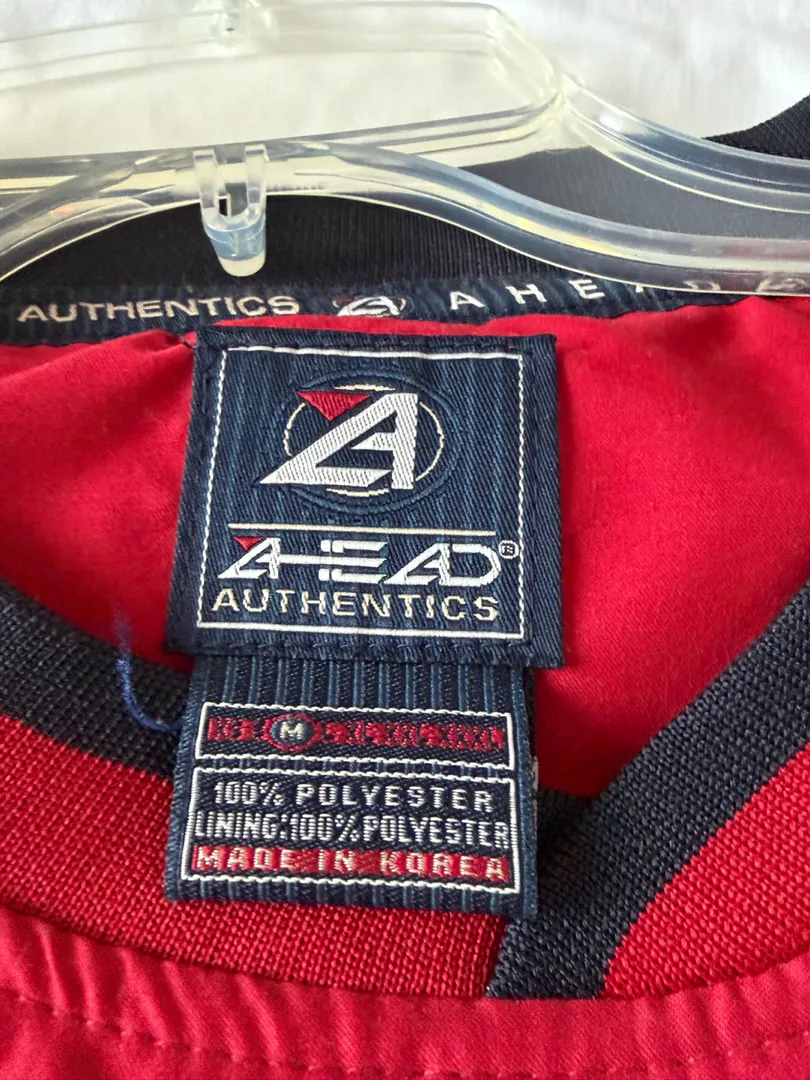 AUTHENTICS A AHEAD
A
AHEAD®
AUTHENTICS
M
100% POLYESTER
LINING:100%POLYESTER
MADE IN KOREA